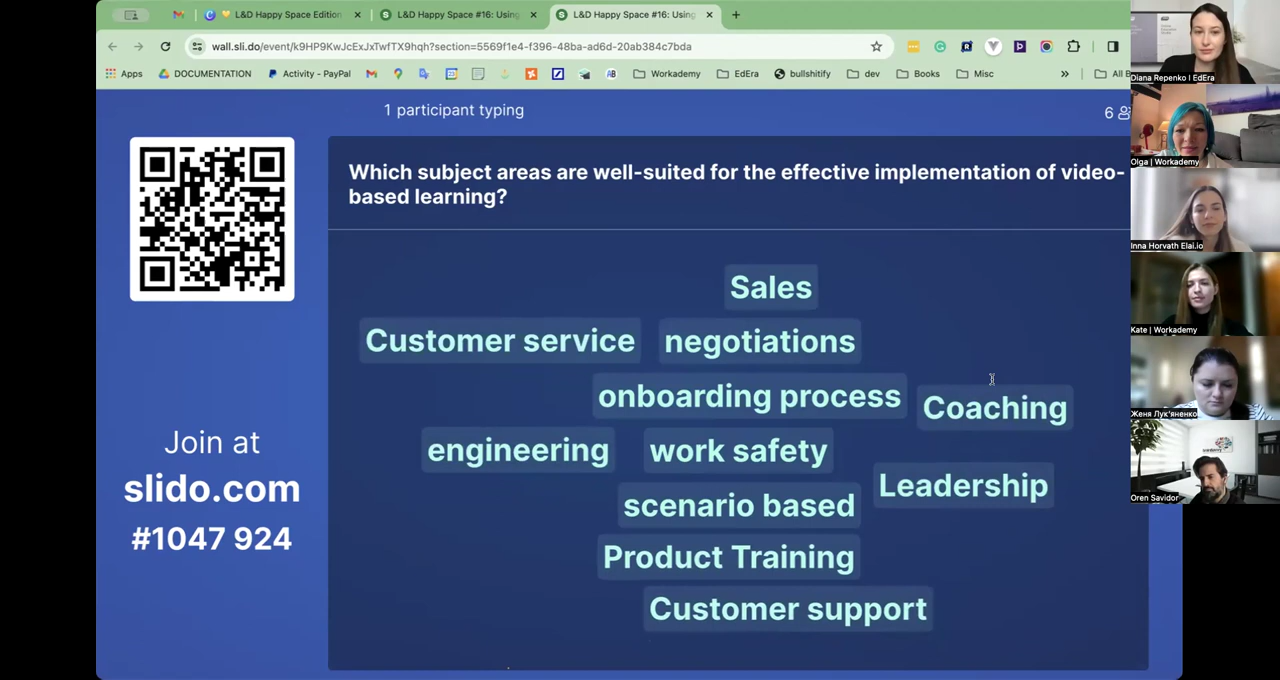 L&D Happy Space Edition
L&D Happy Space #16: Using
L&D Happy Space #16: Using
wall.sli.do/event/k9HP9KwJcExJxTwfTX9hqh?section=5569f1e4-f396-48ba-ad6d-20ab384c7bda
Apps
DOCUMENTATION
Activity - PayPal
Workademy
EdEra
bullshitify
dev
Books
Misc
»
All B
1 participant typing
6
Which subject areas are well-suited for the effective implementation of video-
based learning?
Sales
Customer service
negotiations
onboarding process
Coaching
engineering
work safety
Leadership
scenario based
Product Training
Customer support
Join at
slido.com
#1047 924
Diana Repenko I EdEra
Olga | Workademy
Inna Horvath Elai.io
Kate | Workademy
Женя Лук'яненко
Oren Savidor